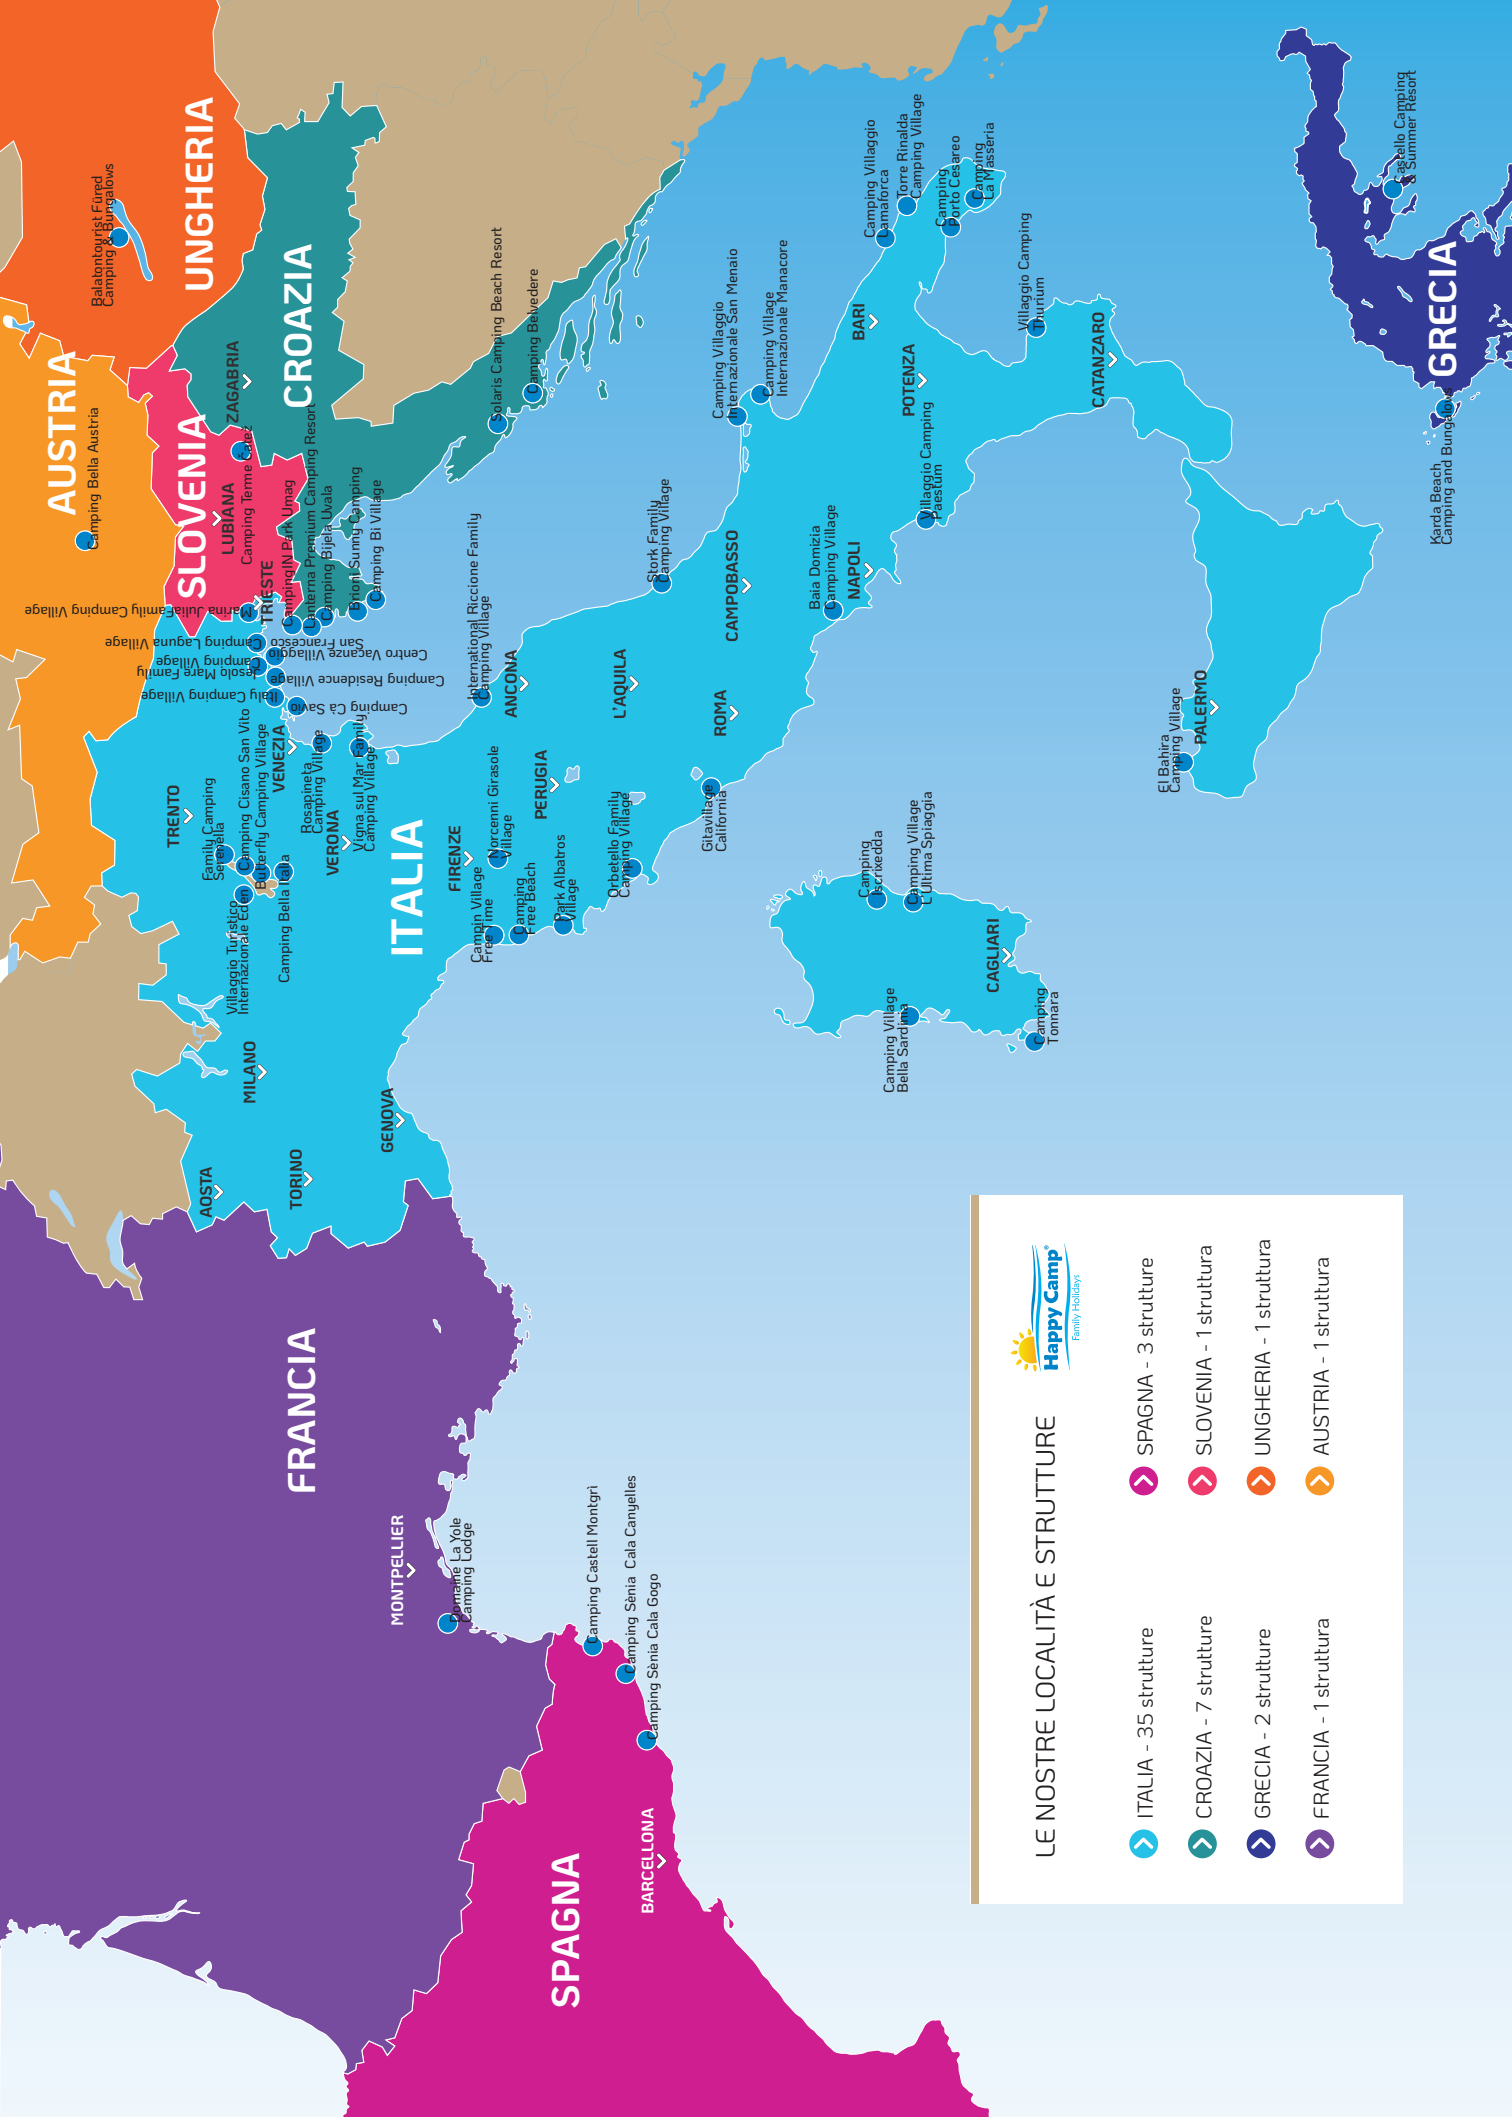 FRANCIA
SPAGNA
ITALIA
AUSTRIA
SLOVENIA
UNGHERIA
CROAZIA
GRECIA
MONTPELLIER
Domaine La Yole
Camping Lodge
Camping Castell Montgrì
Camping Sènia Cala Canyelles
Camping Sènia Cala Gogo
BARCELLONA
AOSTA
TORINO
MILANO
GENOVA
TRENTO
VERONA
VENEZIA
TRIESTE
LUBIANA
ZAGABRIA
Camping Bella Austria
Balatontourist Füred
Camping & Bungalows
Camping Terme Čatež
Marina Julia Family Camping Village
Camping Laguna Village
San Francesco
Centro Vacanze Villaggio
Jesolo Mare Family
Camping Village
Camping Residence Village
Italy Camping Village
Camping Cà Savio
CampingIN Park Umag
Lanterna Premium Camping Resort
Camping Bijela Uvala
Brioni Sunny Camping
Camping Bi Village
Solaris Camping Beach Resort
Camping Belvedere
Family Camping
Serenella
Camping Cisano San Vito
Butterfly Camping Village
Villaggio Turistico
Internazionale Eden
Camping Bella Italia
Rosapineta
Camping Village
Vigna sul Mar Family
Camping Village
FIRENZE
Norcenni Girasole
Village
Campin Village
Free Time
Camping
Free Beach
Park Albatros
Village
International Riccione Family
Camping Village
ANCONA
PERUGIA
L'AQUILA
Orbetello Family
Camping Village
Stork Family
Camping Village
ROMA
Gitavillage
California
CAMPOBASSO
Camping Villaggio
Internazionale San Menaio
Camping Village
Internazionale Manacore
Baia Domizia
Camping Village
NAPOLI
BARI
Camping Villaggio
Lamaforca
Torre Rinalda
Camping Village
Camping
Porto Cesareo
Camping
La Masseria
POTENZA
Villaggio Camping
Paestum
Villaggio Camping
Thurium
CATANZARO
Camping
Iscrixedda
Camping Village
L'Ultima Spiaggia
Camping Village
Bella Sardinia
CAGLIARI
Camping
Tonnara
El Bahira
Camping Village
PALERMO
Castello Camping
& Summer Resort
Karda Beach
Camping and Bungalows
LE NOSTRE LOCALITÀ E STRUTTURE
Happy Camp®
Family Holidays
ITALIA - 35 strutture
CROAZIA - 7 strutture
GRECIA - 2 strutture
FRANCIA - 1 struttura
SPAGNA - 3 strutture
SLOVENIA - 1 struttura
UNGHERIA - 1 struttura
AUSTRIA - 1 struttura